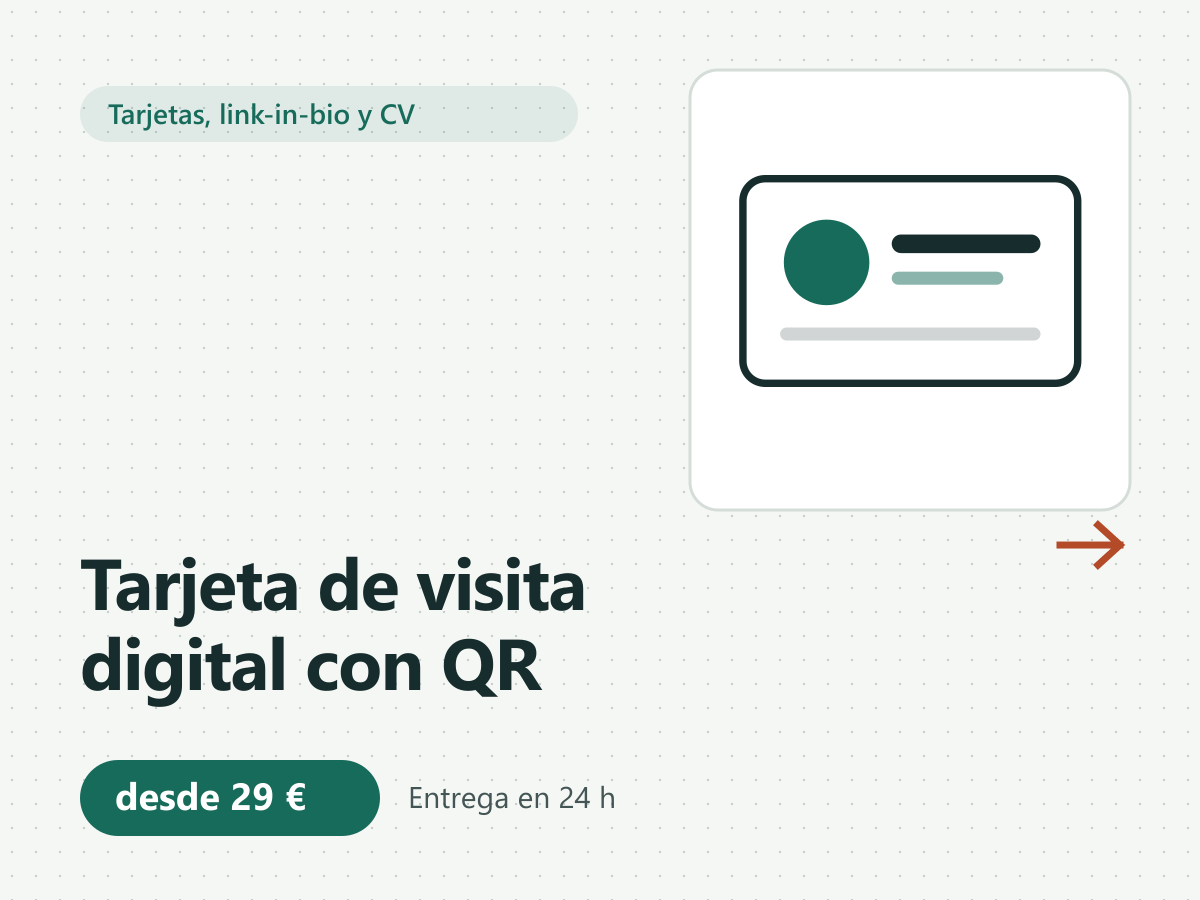 Tarjetas, link-in-bio y CV
Tarjeta de visita
digital con QR
desde 29 €
Entrega en 24 h